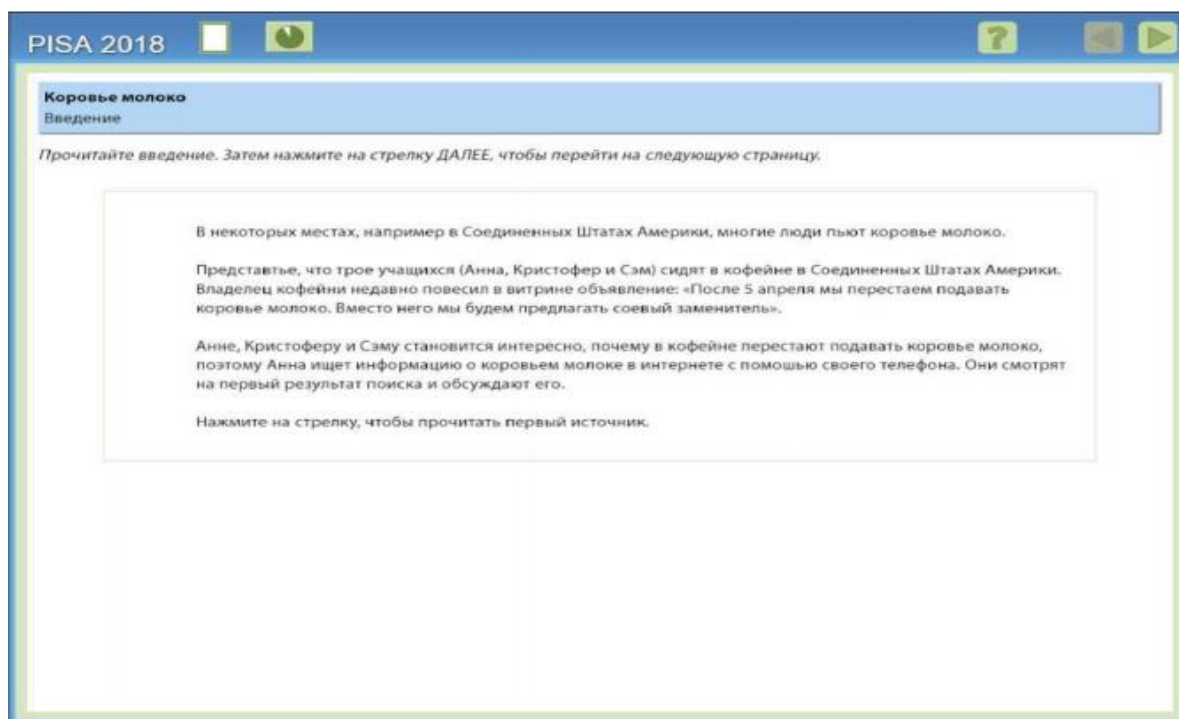 PISA 2018
?
Коровье молоко
Введение
Прочитайте введение. Затем нажмите на стрелку ДАЛЕЕ, чтобы перейти на следующую страницу.
В некоторых местах, например в Соединенных Штатах Америки, многие люди пьют коровье молоко.
Представтье, что трое учащихся (Анна, Кристофер и Сэм) сидят в кофейне в Соединенных Штатах Америки.
Владелец кофейни недавно повесил в витрине объявление: «После 5 апреля мы перестаем подавать
коровье молоко. Вместо него мы будем предлагать соевый заменитель».
Анне, Кристоферу и Сэму становится интересно, почему в кофейне перестают подавать коровье молоко,
поэтому Анна ищет информацию о коровьем молоке в интернете с помощью своего телефона. Они смотрят
на первый результат поиска и обсуждают его.
Нажмите на стрелку, чтобы прочитать первый источник.